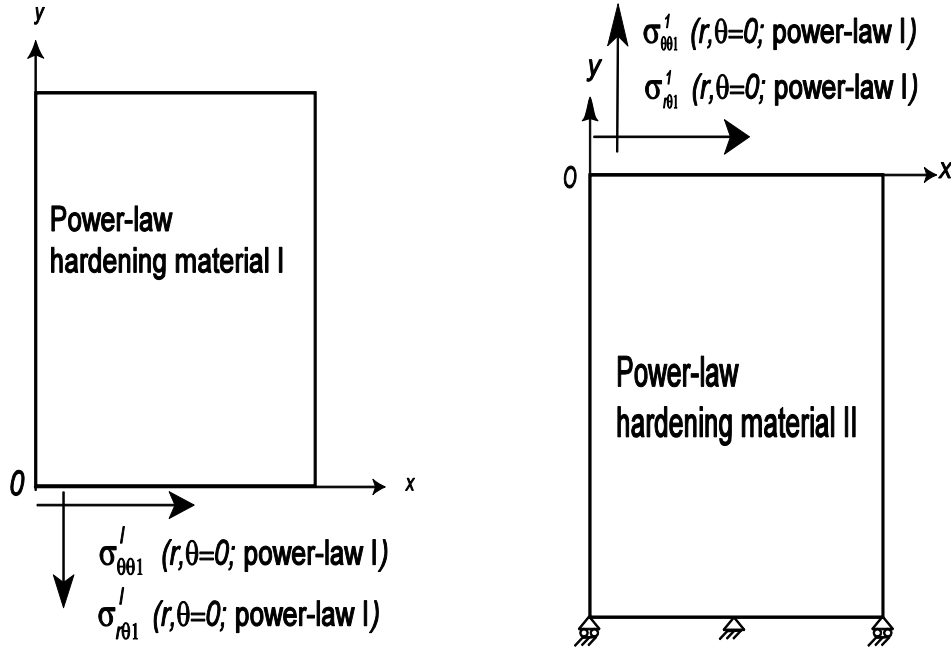 y
Power-law
hardening material I
0
x
σ^I_θθ1 (r,θ=0; power-law I)
σ^I_rθ1 (r,θ=0; power-law I)
σ^1_θθ1 (r,θ=0; power-law I)
σ^1_rθ1 (r,θ=0; power-law I)
y
0
x
Power-law
hardening material II